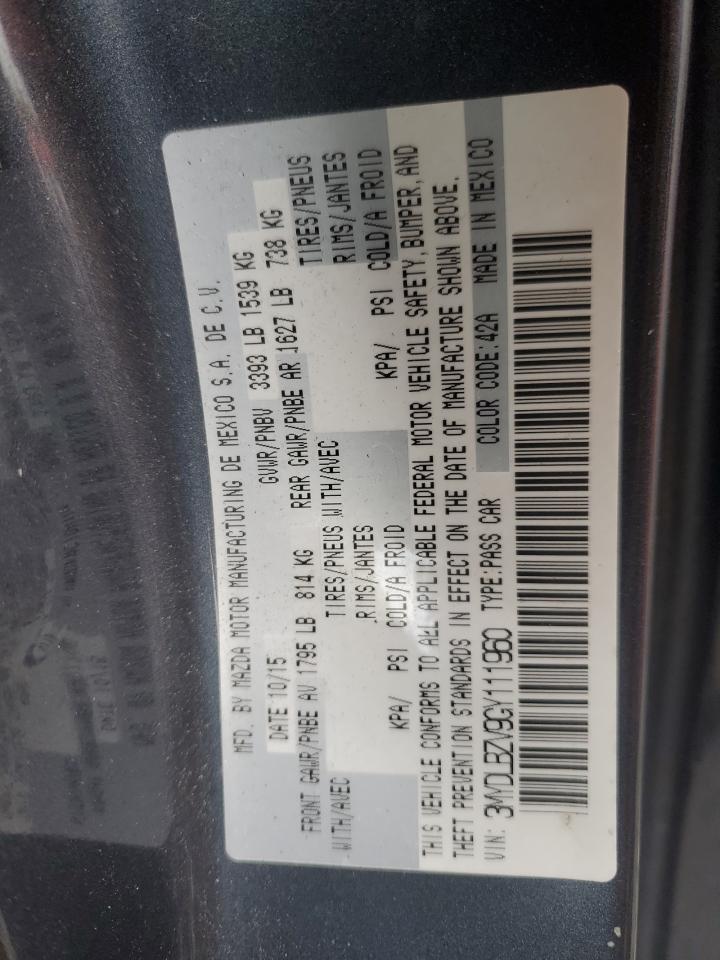 MFD. BY MAZDA MOTOR MANUFACTURING DE MEXICO S.A. DE C.V.
DATE 10/15 GVWR/PNBV 3393 LB 1539 KG
FRONT GAWR/PNBE AV 1795 LB 814 KG REAR GAWR/PNBE AR 1627 LB 738 KG
WITH/AVEC TIRES/PNEUS WITH/AVEC TIRES/PNEUS
RIMS/JANTES RIMS/JANTES
KPA/ PSI COLD/A FROID KPA/ PSI COLD/A FROID
THIS VEHICLE CONFORMS TO ALL APPLICABLE FEDERAL MOTOR VEHICLE SAFETY, BUMPER, AND
THEFT PREVENTION STANDARDS IN EFFECT ON THE DATE OF MANUFACTURE SHOWN ABOVE.
VIN: 3MYDLBZV9GY111960 TYPE:PASS CAR COLOR CODE:42A MADE IN MEXICO